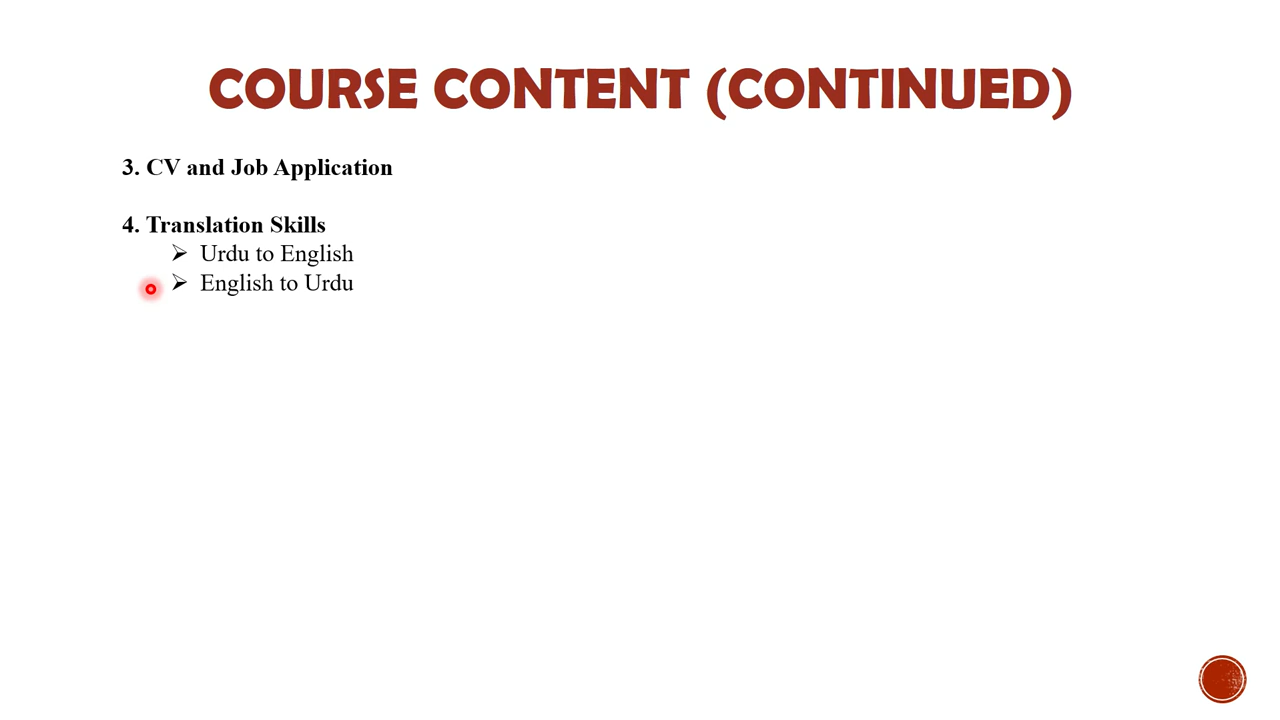 COURSE CONTENT (CONTINUED)
3. CV and Job Application
4. Translation Skills
➢ Urdu to English
➢ English to Urdu